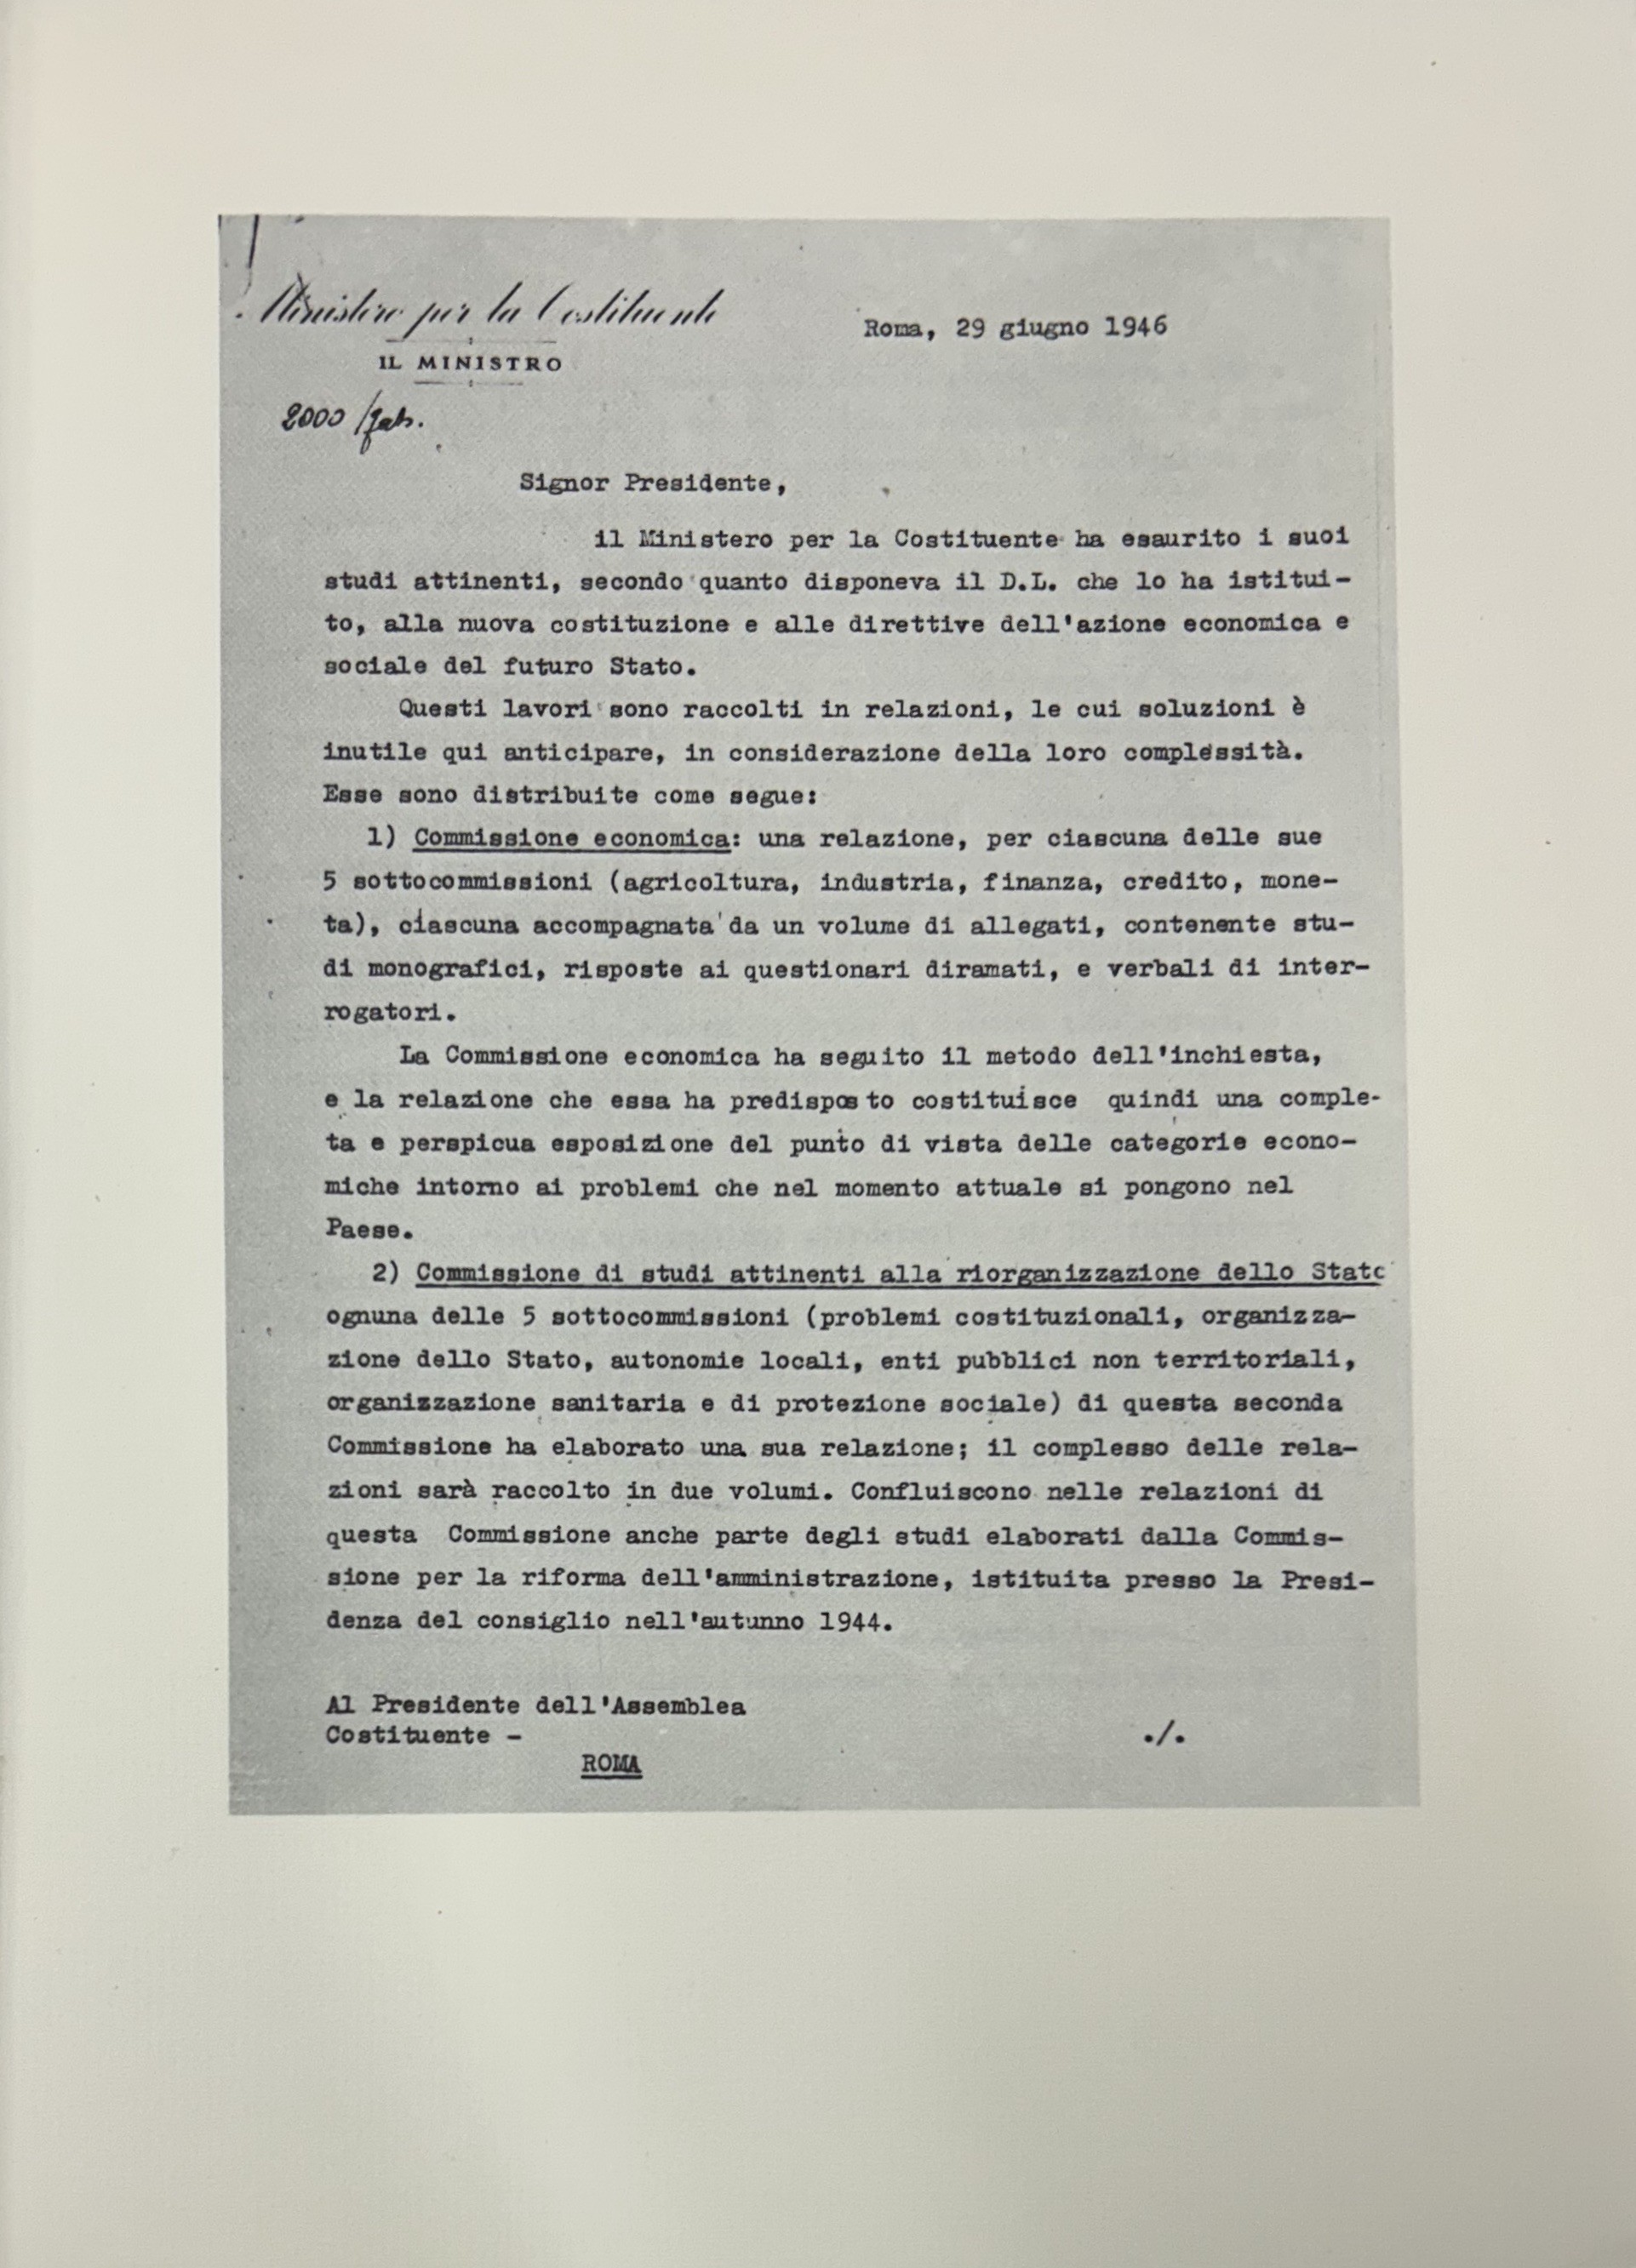 Ministero per la Costituente
Roma, 29 giugno 1946
IL MINISTRO
2000/Gab.
Signor Presidente,
il Ministero per la Costituente ha esaurito i suoi
studi attinenti, secondo quanto disponeva il D.L. che lo ha istitui-
to, alla nuova costituzione e alle direttive dell'azione economica e
sociale del futuro Stato.
Questi lavori sono raccolti in relazioni, le cui soluzioni è
inutile qui anticipare, in considerazione della loro complessità.
Esse sono distribuite come segue:
1) Commissione economica: una relazione, per ciascuna delle sue
5 sottocommissioni (agricoltura, industria, finanza, credito, mone-
ta), ciascuna accompagnata da un volume di allegati, contenente stu-
di monografici, risposte ai questionari diramati, e verbali di inter-
rogatori.
La Commissione economica ha seguito il metodo dell'inchiesta,
e la relazione che essa ha predisposto costituisce quindi una comple-
ta e perspicua esposizione del punto di vista delle categorie econo-
miche intorno ai problemi che nel momento attuale si pongono nel
Paese.
2) Commissione di studi attinenti alla riorganizzazione dello Stato
ognuna delle 5 sottocommissioni (problemi costituzionali, organizza-
zione dello Stato, autonomie locali, enti pubblici non territoriali,
organizzazione sanitaria e di protezione sociale) di questa seconda
Commissione ha elaborato una sua relazione; il complesso delle rela-
zioni sarà raccolto in due volumi. Confluiscono nelle relazioni di
questa Commissione anche parte degli studi elaborati dalla Commis-
sione per la riforma dell'amministrazione, istituita presso la Presi-
denza del consiglio nell'autunno 1944.
Al Presidente dell'Assemblea
Costituente -
./.
ROMA